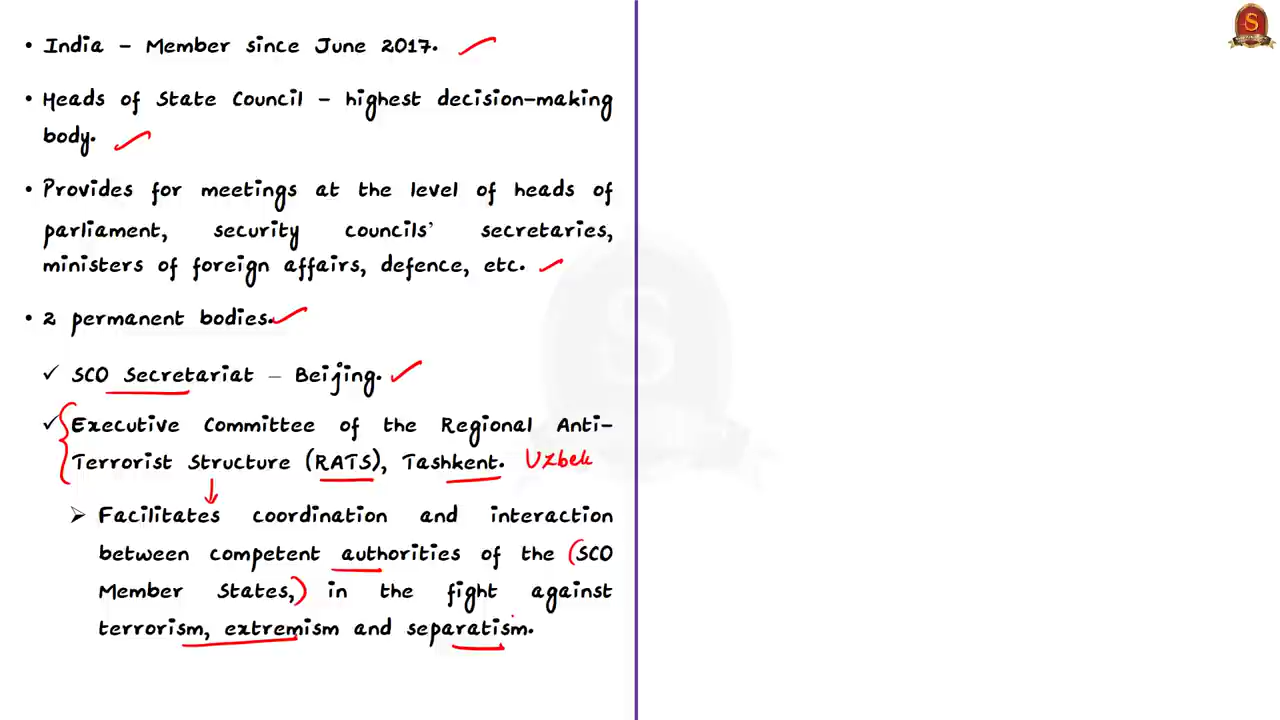 • India – Member since June 2017.
• Heads of State Council – highest decision-making
body.
• Provides for meetings at the level of heads of
parliament, security councils' secretaries,
ministers of foreign affairs, defence, etc.
• 2 permanent bodies.
✓ SCO Secretariat – Beijing.
✓ Executive Committee of the Regional Anti-
Terrorist Structure (RATS), Tashkent. Uzbek
➢ Facilitates coordination and interaction
between competent authorities of the (SCO
Member States,) in the fight against
terrorism, extremism and separatism.
S
S